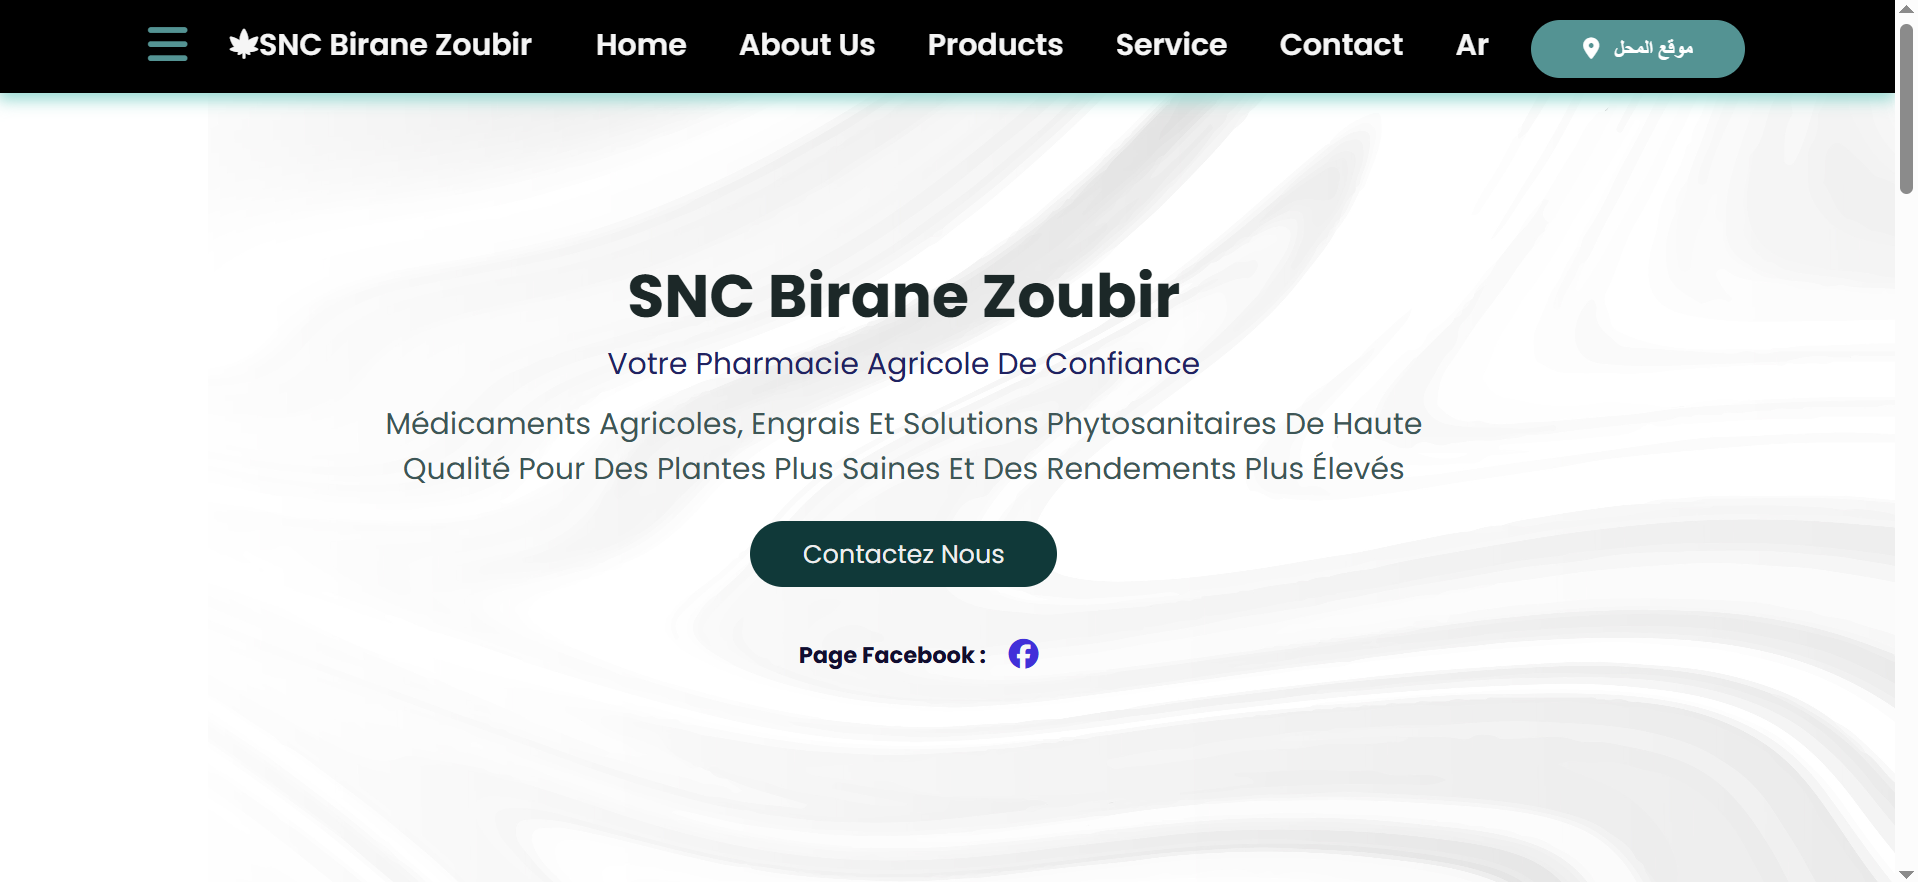 SNC Birane Zoubir
Home
About Us
Products
Service
Contact
Ar
موقع المحل
SNC Birane Zoubir
Votre Pharmacie Agricole De Confiance
Médicaments Agricoles, Engrais Et Solutions Phytosanitaires De Haute
Qualité Pour Des Plantes Plus Saines Et Des Rendements Plus Élevés
Contactez Nous
Page Facebook :